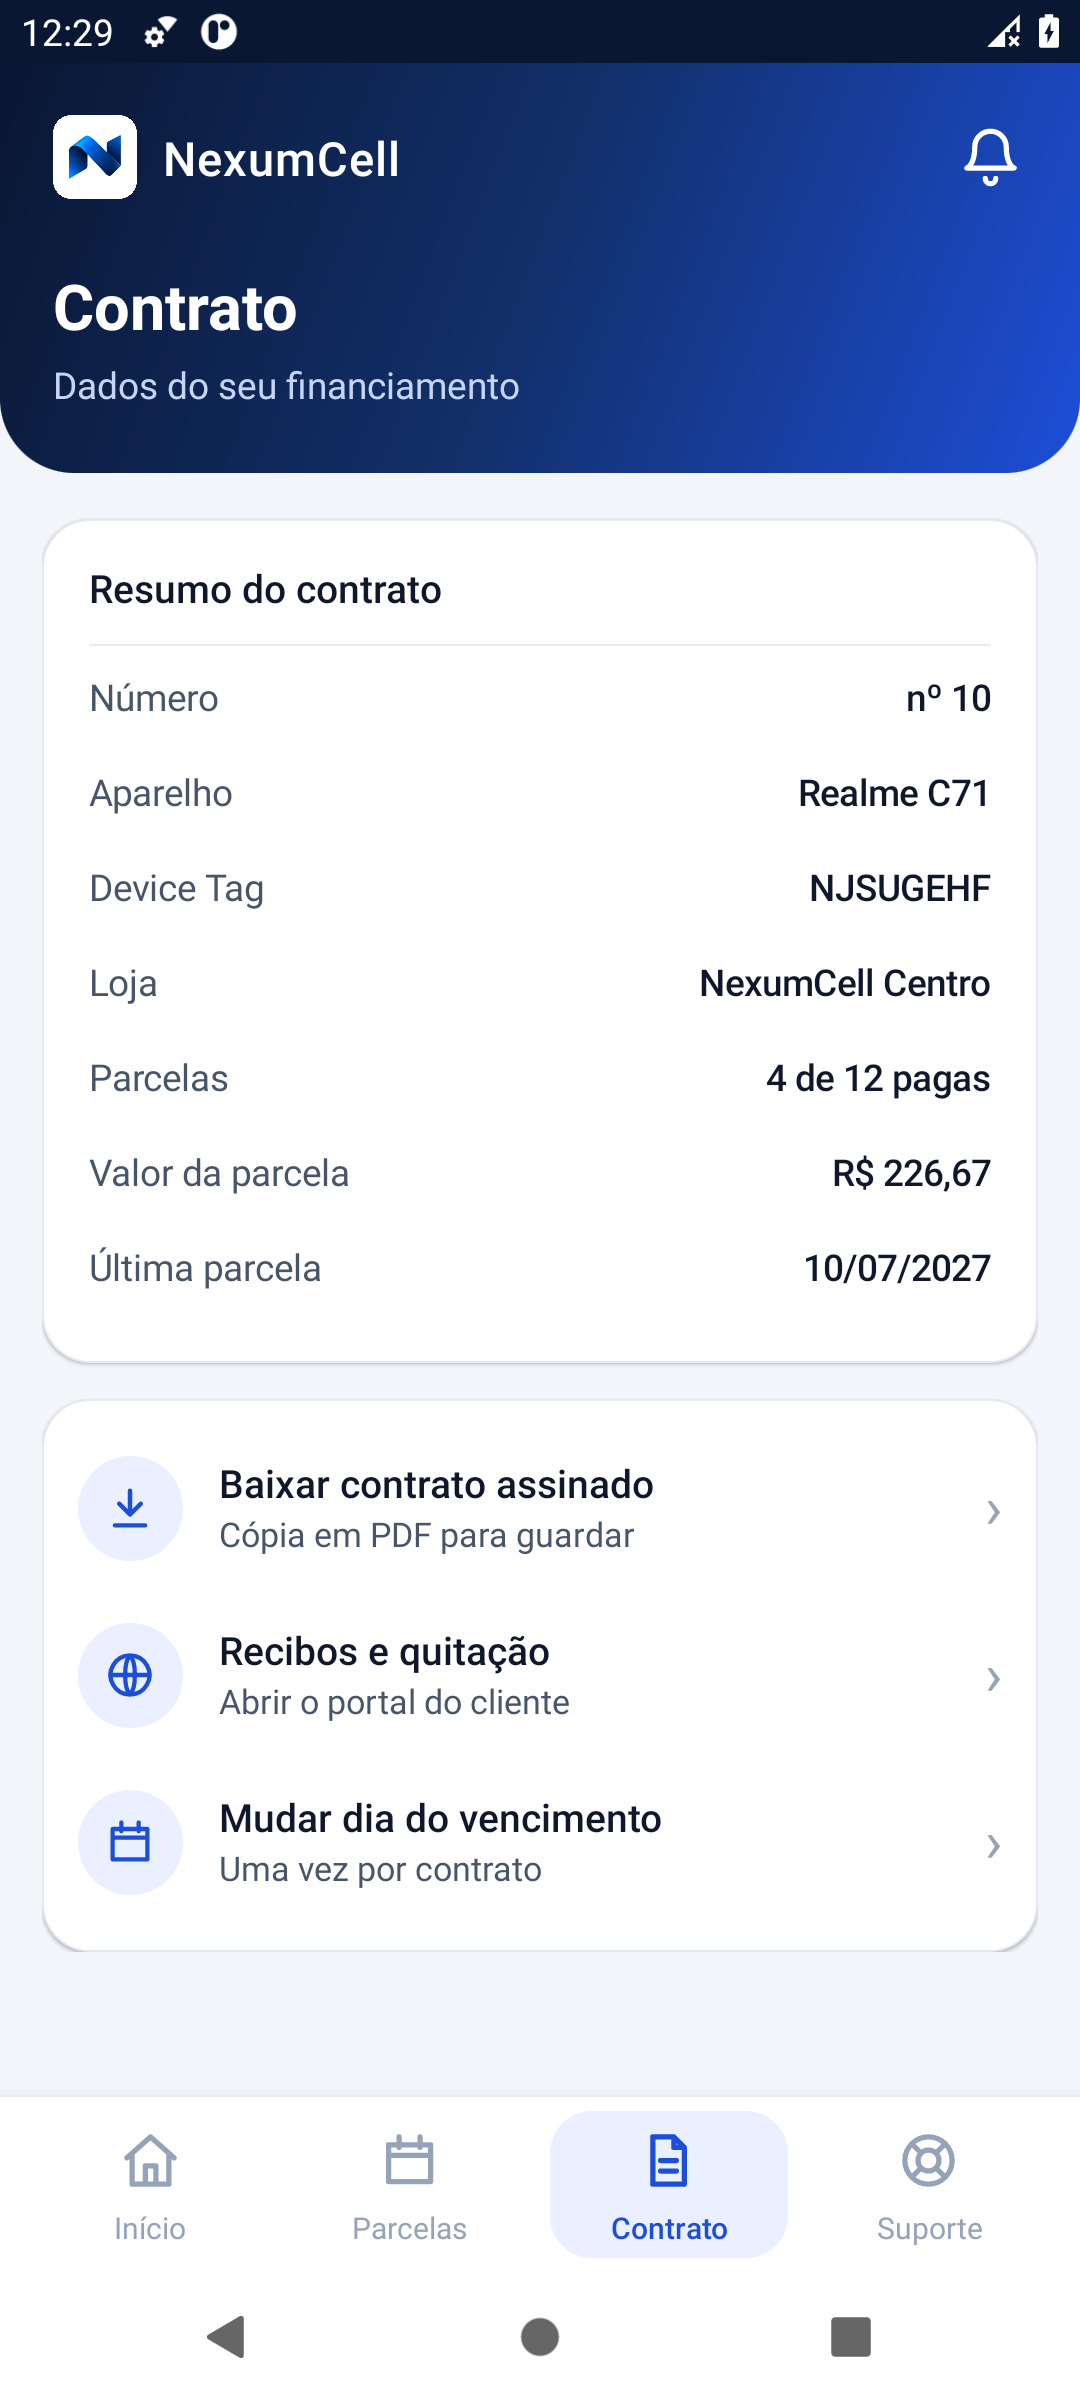 12:29
NexumCell
Contrato
Dados do seu financiamento
Resumo do contrato
Número nº 10
Aparelho Realme C71
Device Tag NJSUGEHF
Loja NexumCell Centro
Parcelas 4 de 12 pagas
Valor da parcela R$ 226,67
Última parcela 10/07/2027
Baixar contrato assinado
Cópia em PDF para guardar
Recibos e quitação
Abrir o portal do cliente
Mudar dia do vencimento
Uma vez por contrato
Início Parcelas Contrato Suporte